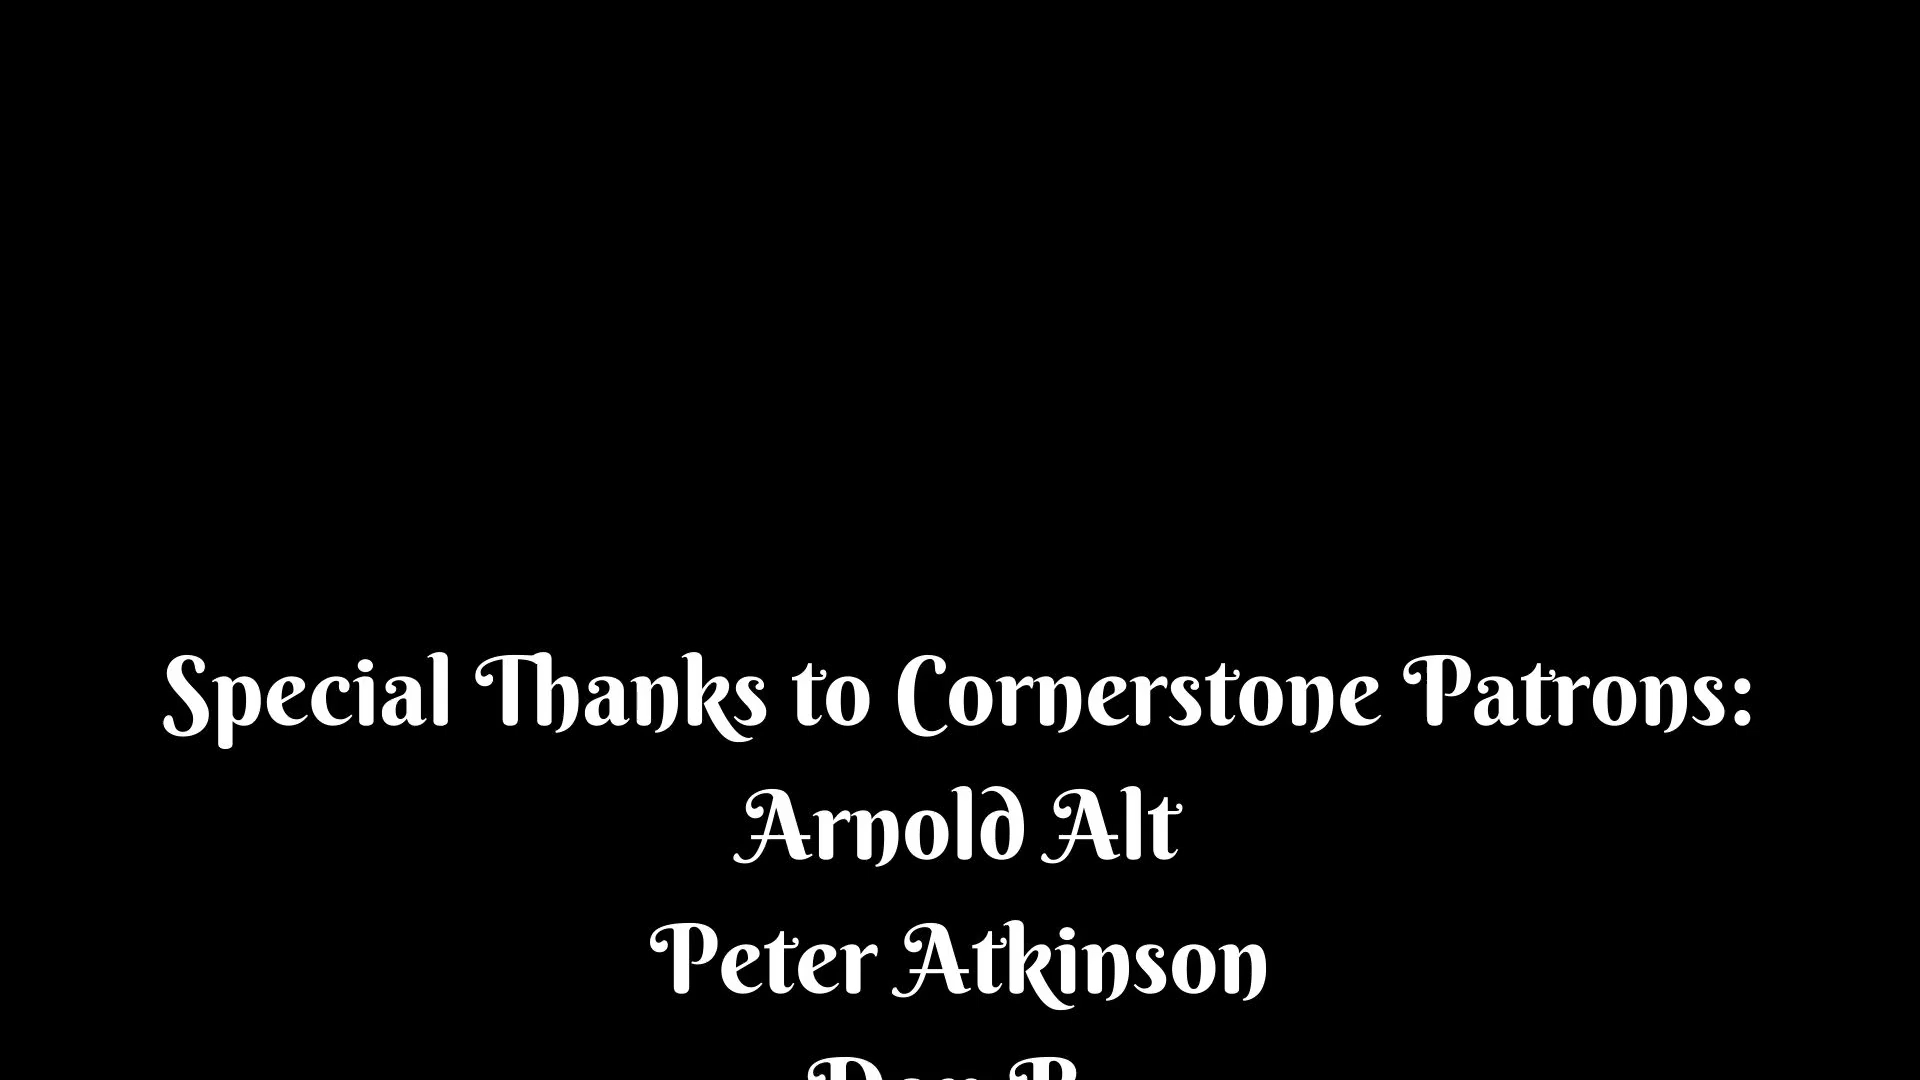 Special Thanks to Cornerstone Patrons:
Arnold Alt
Peter Atkinson